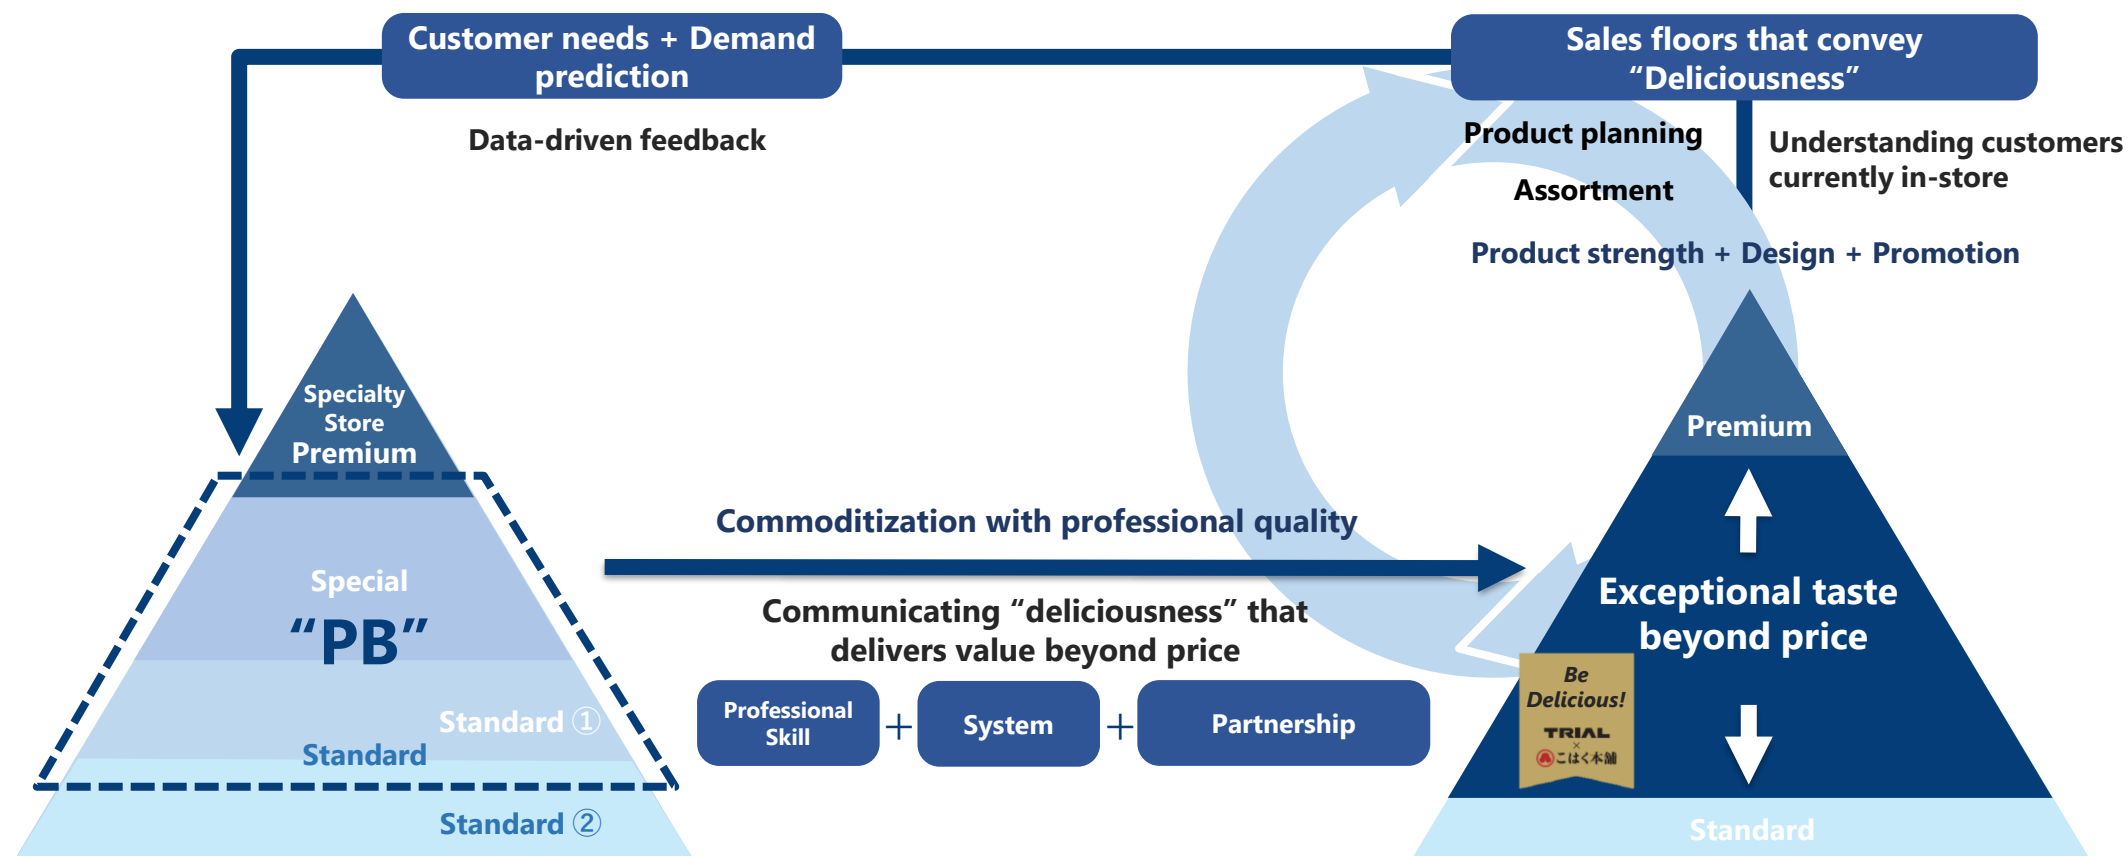 Customer needs + Demand
prediction
Sales floors that convey
“Deliciousness”
Data-driven feedback
Product planning
Assortment
Understanding customers
currently in-store
Product strength + Design + Promotion
Specialty
Store
Premium
Special
“PB”
Standard ①
Standard
Standard ②
Commoditization with professional quality
Communicating “deliciousness” that
delivers value beyond price
Professional
Skill
+
System
+
Partnership
Premium
Exceptional taste
beyond price
Be
Delicious!
TRIAL
×
こはく本舗
Standard